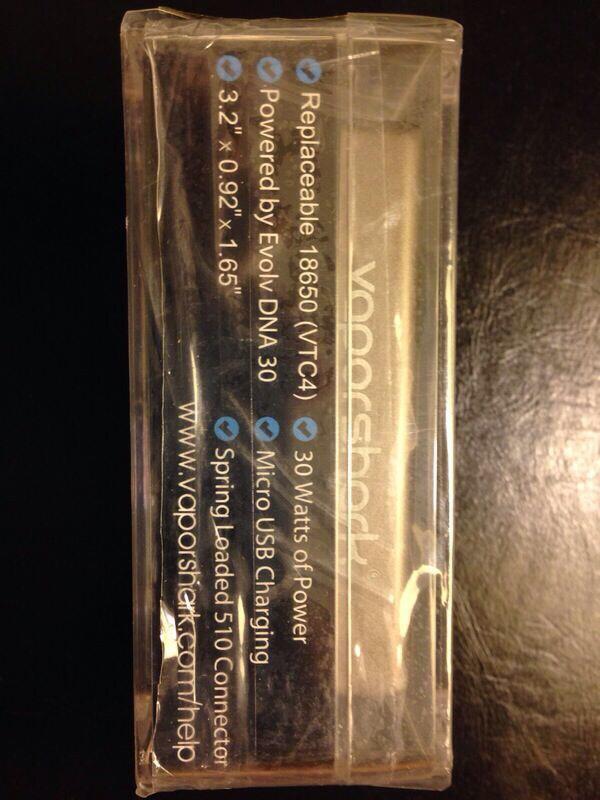 vaporshark®
Replaceable 18650 (VTC4)
Powered by Evolv DNA 30
3.2" x 0.92" x 1.65"
30 Watts of Power
Micro USB Charging
Spring Loaded 510 Connector
www.vaporshark.com/help